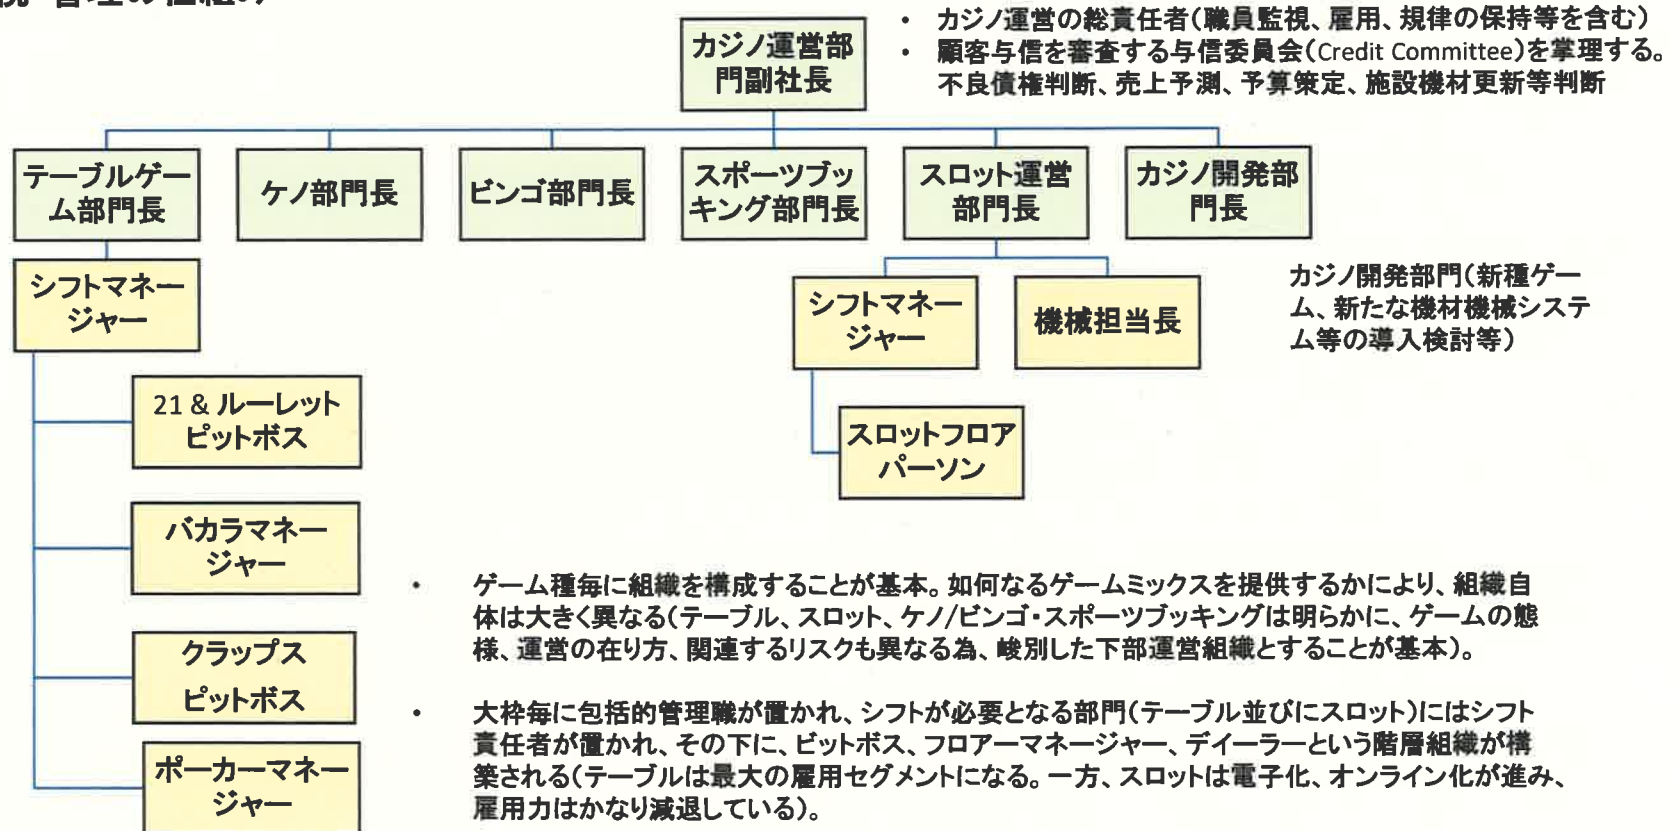 カジノ運営部
門副社長
・ カジノ運営の総責任者(職員監視、雇用、規律の保持等を含む)
・ 顧客与信を審査する与信委員会(Credit Committee)を掌理する。
不良債権判断、売上予測、予算策定、施設機材更新等判断
テーブルゲー
ム部門長
ケノ部門長
ビンゴ部門長
スポーツブッ
キング部門長
スロット運営
部門長
カジノ開発部
門長
シフトマネー
ジャー
シフトマネー
ジャー
機械担当長
カジノ開発部門(新種ゲー
ム、新たな機材機械システ
ム等の導入検討等)
21 & ルーレット
ピットボス
スロットフロア
パーソン
バカラマネー
ジャー
クラップス
ピットボス
ポーカーマネー
ジャー
・ ゲーム種毎に組織を構成することが基本。如何なるゲームミックスを提供するかにより、組織自
体は大きく異なる(テーブル、スロット、ケノ/ビンゴ・スポーツブッキングは明らかに、ゲームの態
様、運営の在り方、関連するリスクも異なる為、峻別した下部運営組織とすることが基本)。
・ 大枠毎に包括的管理職が置かれ、シフトが必要となる部門(テーブル並びにスロット)にはシフト
責任者が置かれ、その下に、ピットボス、フロアーマネージャー、デイーラーという階層組織が構
築される(テーブルは最大の雇用セグメントになる。一方、スロットは電子化、オンライン化が進み、
雇用力はかなり減退している)。